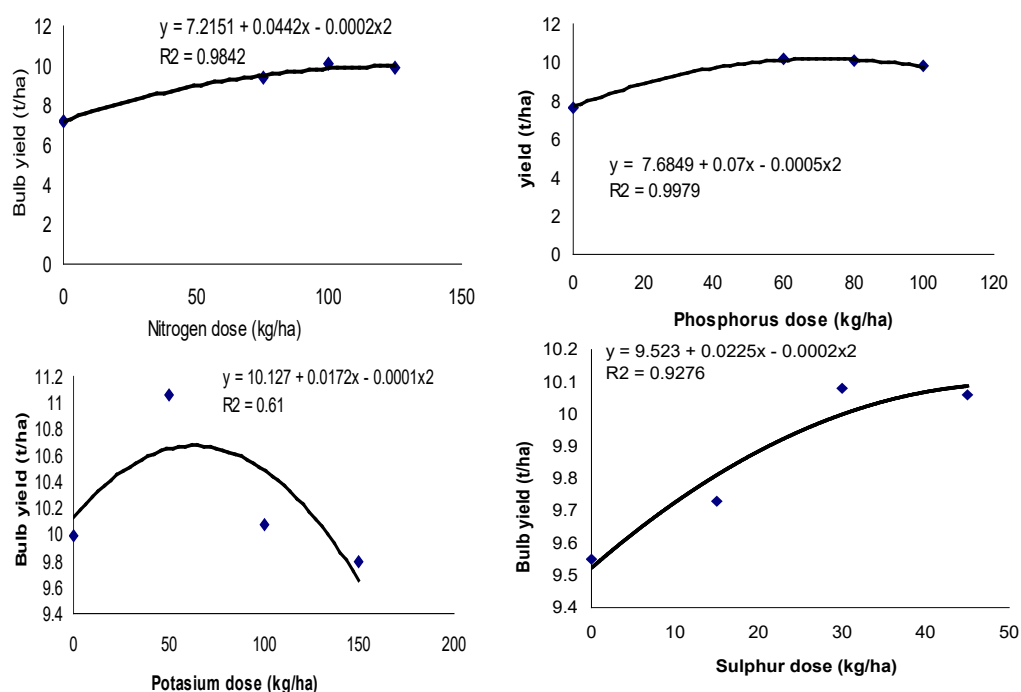 y = 7.2151 + 0.0442x - 0.0002x2
R2 = 0.9842
Bulb yield (t/ha)
12
10
8
6
4
2
0
0 50 100 150
Nitrogen dose (kg/ha)
yield (t/ha)
12
10
8
6
4
2
0
y = 7.6849 + 0.07x - 0.0005x2
R2 = 0.9979
0 20 40 60 80 100 120
Phosphorus dose (kg/ha)
y = 10.127 + 0.0172x - 0.0001x2
R2 = 0.61
Bulb yield (t/ha)
11.2
11
10.8
10.6
10.4
10.2
10
9.8
9.6
9.4
0 50 100 150 200
Potasium dose (kg/ha)
y = 9.523 + 0.0225x - 0.0002x2
R2 = 0.9276
Bulb yield (t/ha)
10.2
10.1
10
9.9
9.8
9.7
9.6
9.5
9.4
0 10 20 30 40 50
Sulphur dose (kg/ha)